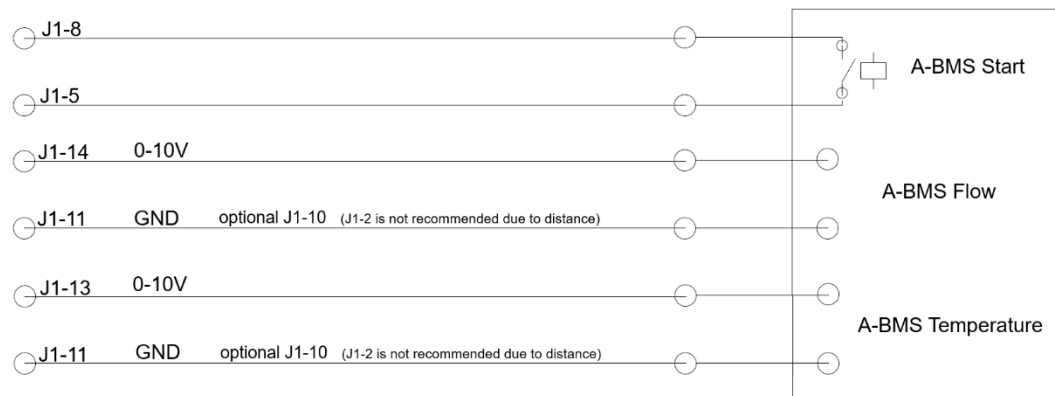 J1-8
A-BMS Start
J1-5
J1-14 0-10V
A-BMS Flow
J1-11 GND optional J1-10 (J1-2 is not recommended due to distance)
J1-13 0-10V
A-BMS Temperature
J1-11 GND optional J1-10 (J1-2 is not recommended due to distance)